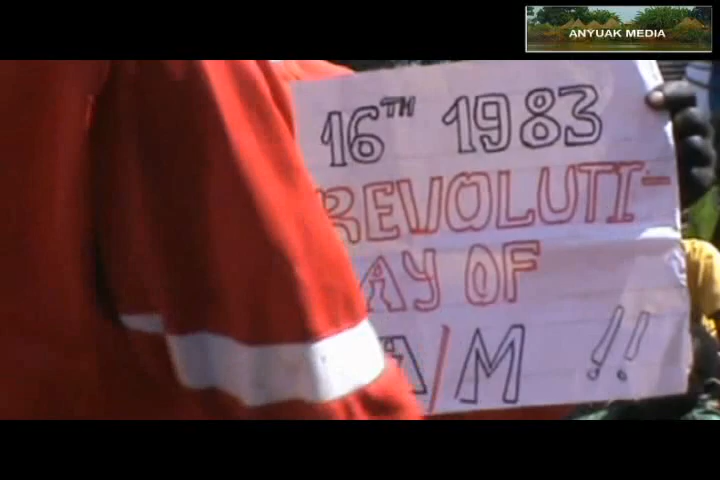 ANYUAK MEDIA
16TH 1983
REVOLUTI-
AY OF
A/M !!